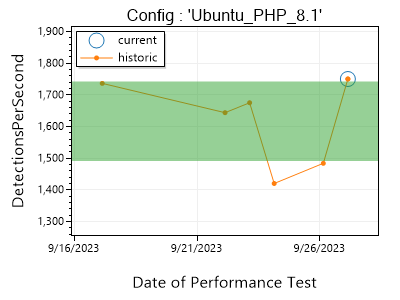 Config : 'Ubuntu_PHP_8.1'
DetectionsPerSecond
1,900
1,800
1,700
1,600
1,500
1,400
1,300
current
historic
9/16/2023
9/21/2023
9/26/2023
Date of Performance Test